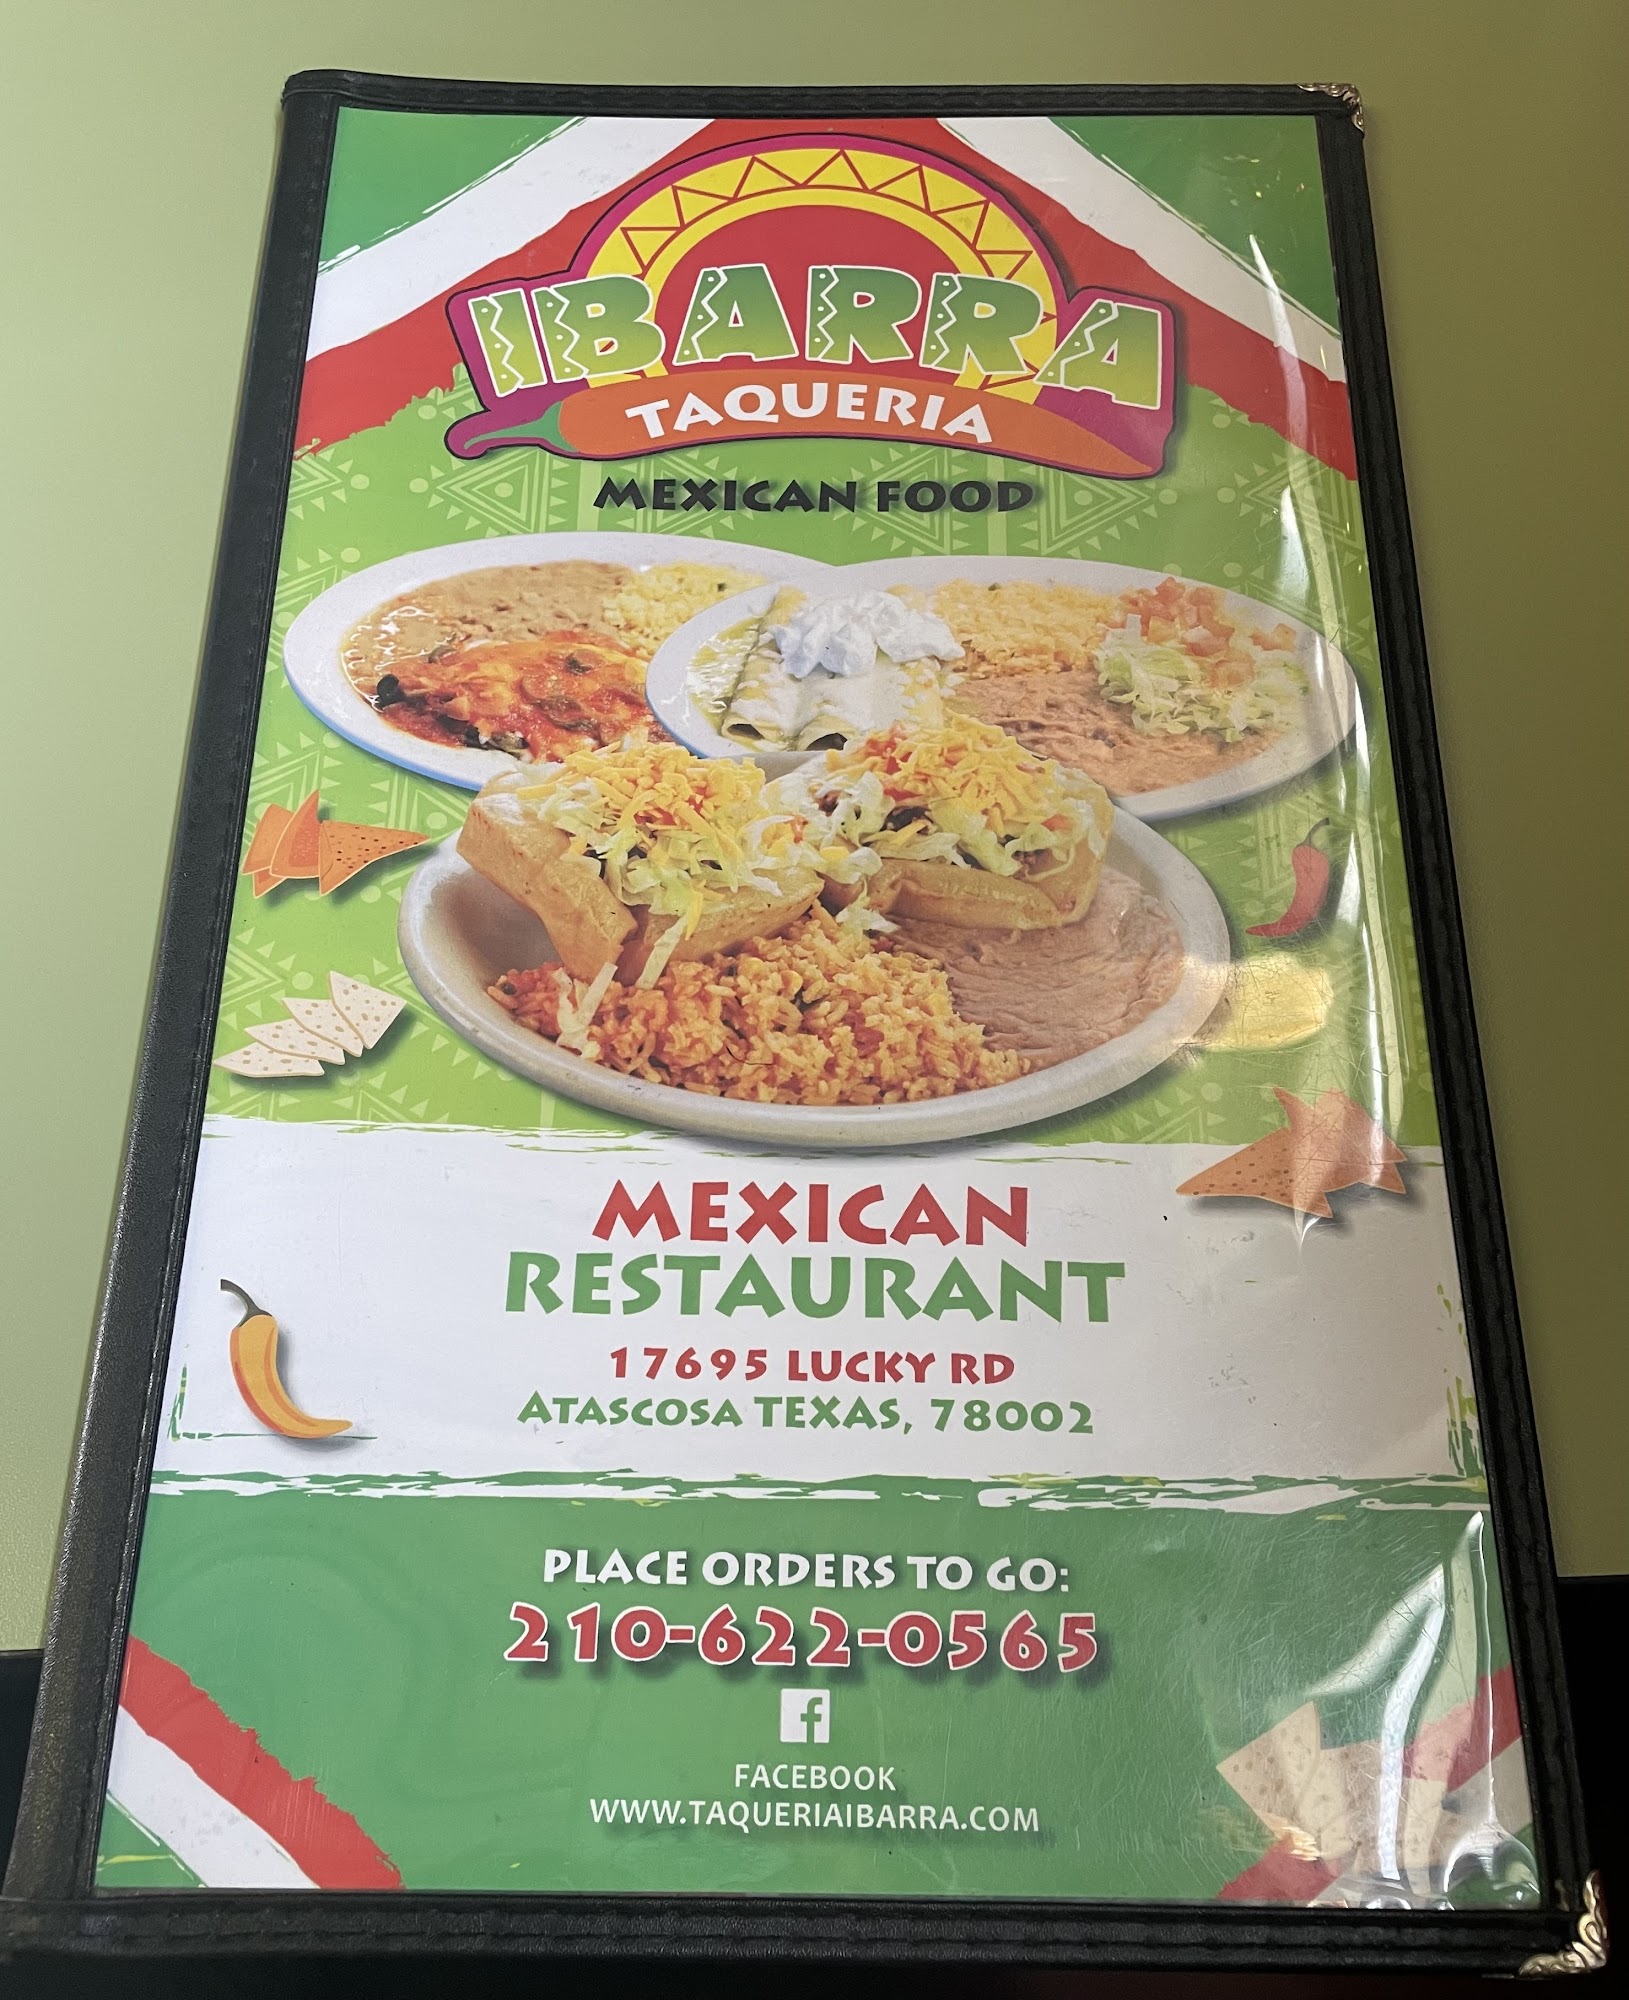 IBARRA
TAQUERIA
MEXICAN FOOD
MEXICAN
RESTAURANT
17695 LUCKY RD
ATASCOSA TEXAS, 78002
PLACE ORDERS TO GO:
210-622-0565
f
FACEBOOK
WWW.TAQUERIAIBARRA.COM